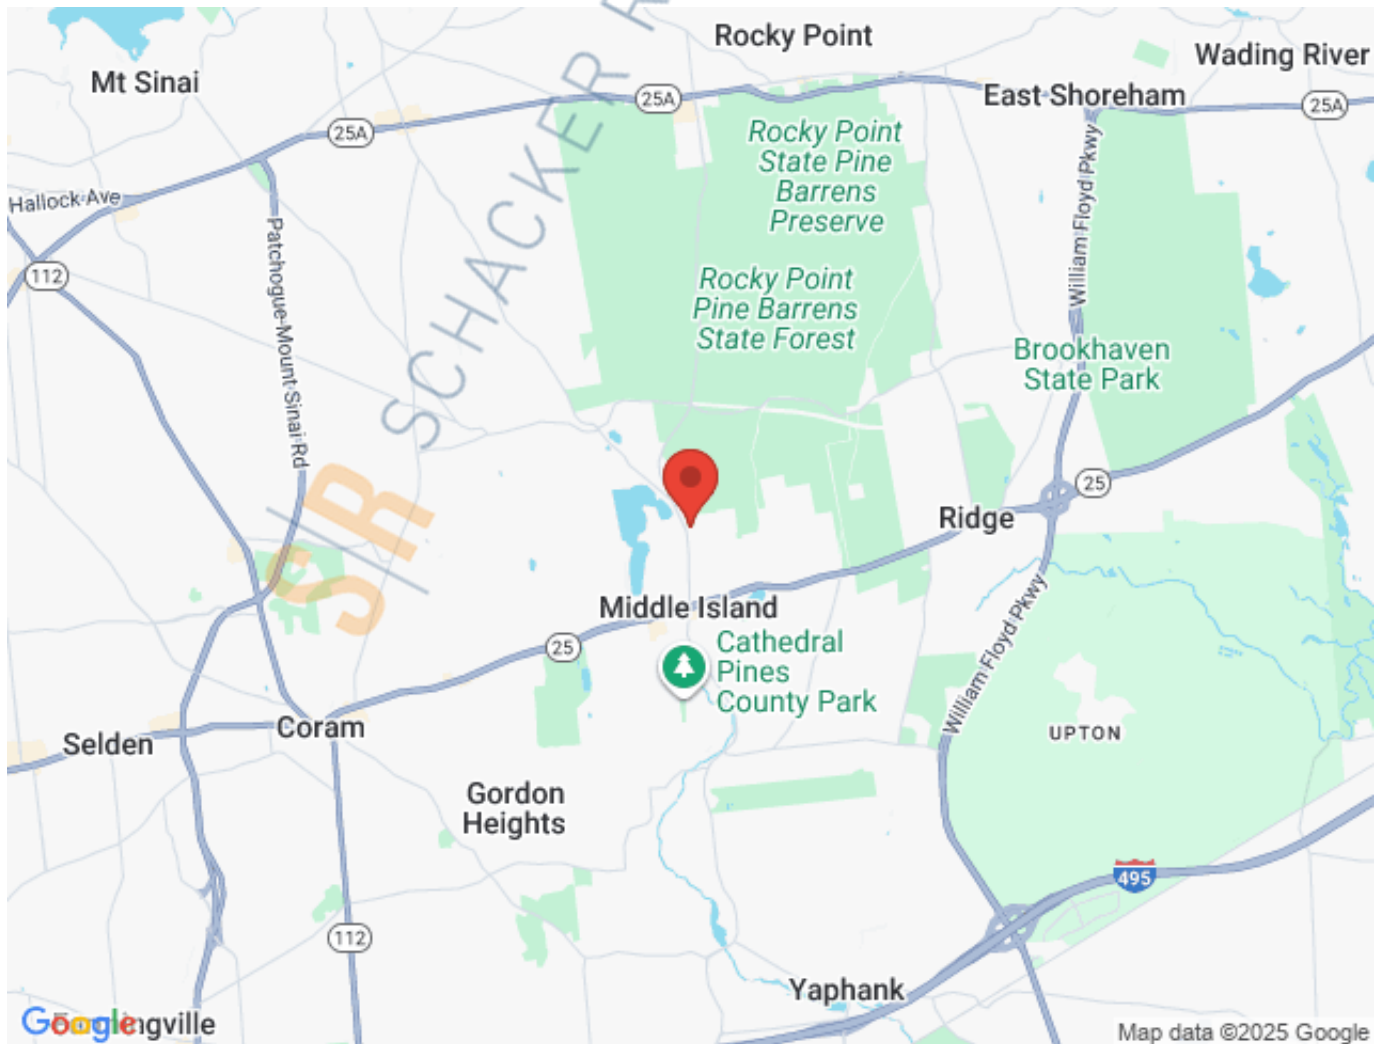 Rocky Point
Wading River
Mt Sinai
East Shoreham
25A
25A
25A
Rocky Point
State Pine
Barrens
Preserve
Hallock Ave
William Floyd Pkwy
112
Patchogue-Mount Sinai Rd
Rocky Point
Pine Barrens
State Forest
SCHACKER R
Brookhaven
State Park
S/R
25
Ridge
Middle Island
25
Cathedral
Pines
County Park
William Floyd Pkwy
Selden
Coram
UPTON
Gordon
Heights
495
112
Yaphank
Google
ingville
Map data ©2025 Google